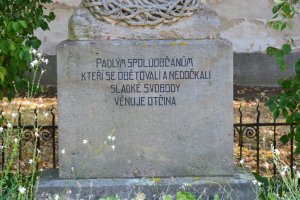 PADLÝM SPOLUOBČANŮM
KTEŘÍ SE OBĚTOVALI A NEDOČKALI
SLADKÉ SVOBODY
VĚNUJE OTČINA